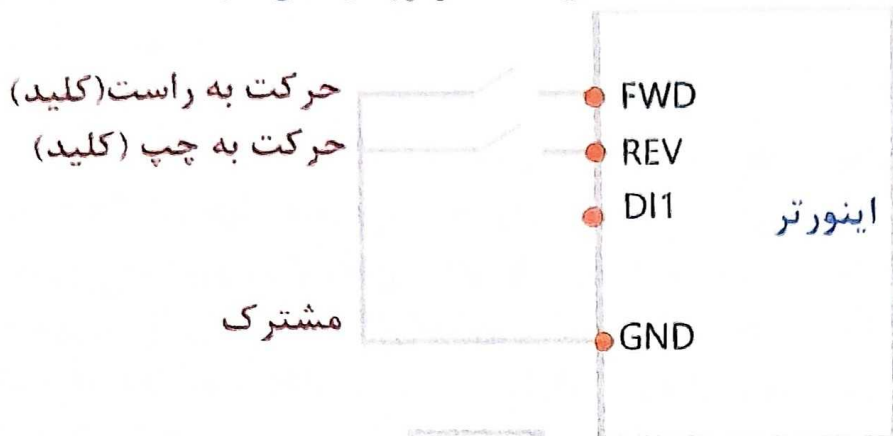 حرکت به راست(کلید)
FWD
حرکت به چپ (کلید)
REV
DI1
اینورتر
مشترک
GND